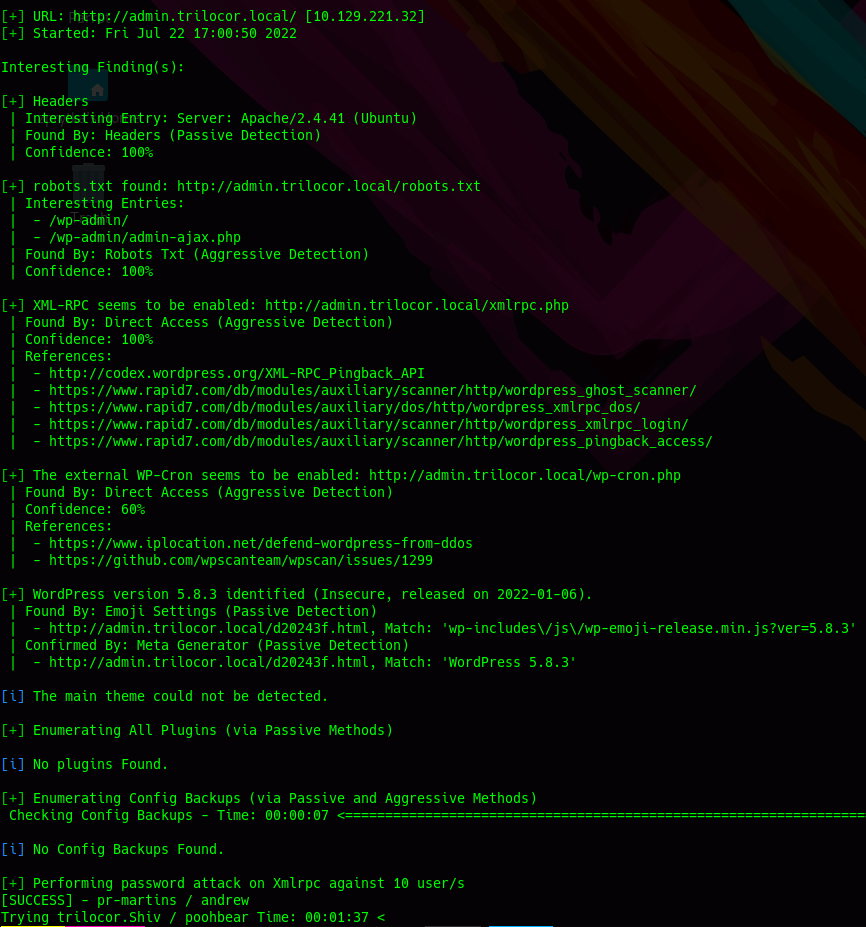 [+] URL: http://admin.trilocor.local/ [10.129.221.32]
[+] Started: Fri Jul 22 17:00:50 2022
Interesting Finding(s):
[+] Headers
 | Interesting Entry: Server: Apache/2.4.41 (Ubuntu)
 | Found By: Headers (Passive Detection)
 | Confidence: 100%
[+] robots.txt found: http://admin.trilocor.local/robots.txt
 | Interesting Entries:
 |  - /wp-admin/
 |  - /wp-admin/admin-ajax.php
 | Found By: Robots Txt (Aggressive Detection)
 | Confidence: 100%
[+] XML-RPC seems to be enabled: http://admin.trilocor.local/xmlrpc.php
 | Found By: Direct Access (Aggressive Detection)
 | Confidence: 100%
 | References:
 |  - http://codex.wordpress.org/XML-RPC_Pingback_API
 |  - https://www.rapid7.com/db/modules/auxiliary/scanner/http/wordpress_ghost_scanner/
 |  - https://www.rapid7.com/db/modules/auxiliary/dos/http/wordpress_xmlrpc_dos/
 |  - https://www.rapid7.com/db/modules/auxiliary/scanner/http/wordpress_xmlrpc_login/
 |  - https://www.rapid7.com/db/modules/auxiliary/scanner/http/wordpress_pingback_access/
[+] The external WP-Cron seems to be enabled: http://admin.trilocor.local/wp-cron.php
 | Found By: Direct Access (Aggressive Detection)
 | Confidence: 60%
 | References:
 |  - https://www.iplocation.net/defend-wordpress-from-ddos
 |  - https://github.com/wpscanteam/wpscan/issues/1299
[+] WordPress version 5.8.3 identified (Insecure, released on 2022-01-06).
 | Found By: Emoji Settings (Passive Detection)
 |  - http://admin.trilocor.local/d20243f.html, Match: 'wp-includes\/js\/wp-emoji-release.min.js?ver=5.8.3'
 | Confirmed By: Meta Generator (Passive Detection)
 |  - http://admin.trilocor.local/d20243f.html, Match: 'WordPress 5.8.3'
[i] The main theme could not be detected.
[+] Enumerating All Plugins (via Passive Methods)
[i] No plugins Found.
[+] Enumerating Config Backups (via Passive and Aggressive Methods)
 Checking Config Backups - Time: 00:00:07 <=================================================================
[i] No Config Backups Found.
[+] Performing password attack on Xmlrpc against 10 user/s
[SUCCESS] - pr-martins / andrew
Trying trilocor.Shiv / poohbear Time: 00:01:37 <